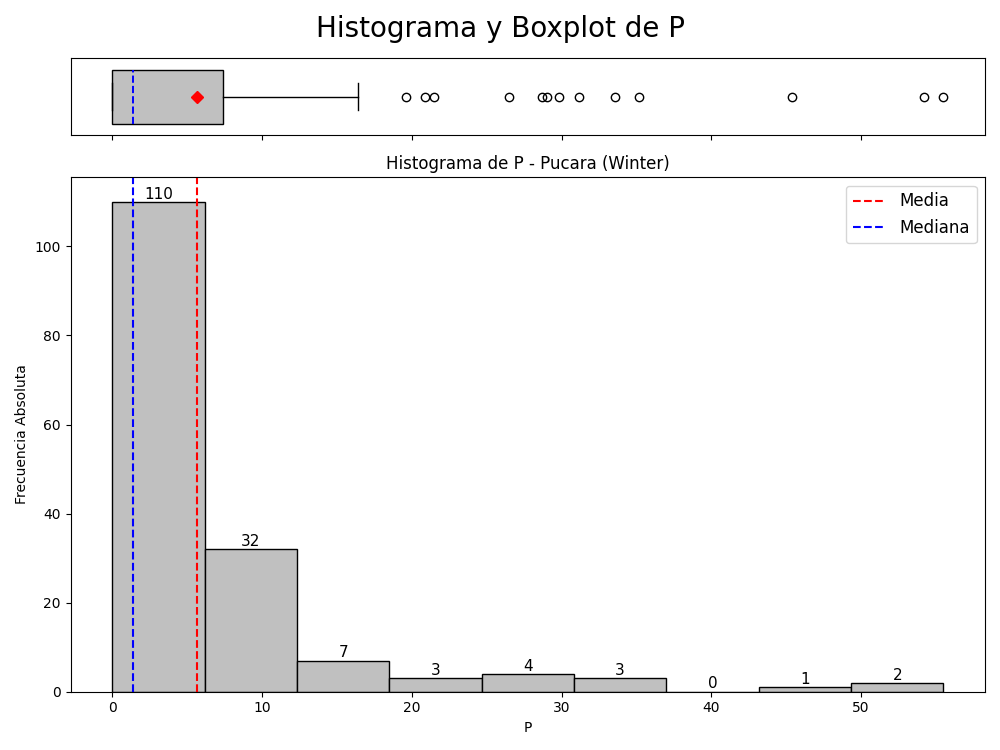 Histograma y Boxplot de P
Histograma de P - Pucara (Winter)
Media
Mediana
110
32
7
3
4
3
0
1
2
100
80
60
40
20
0
Frecuencia Absoluta
0 10 20 30 40 50
P